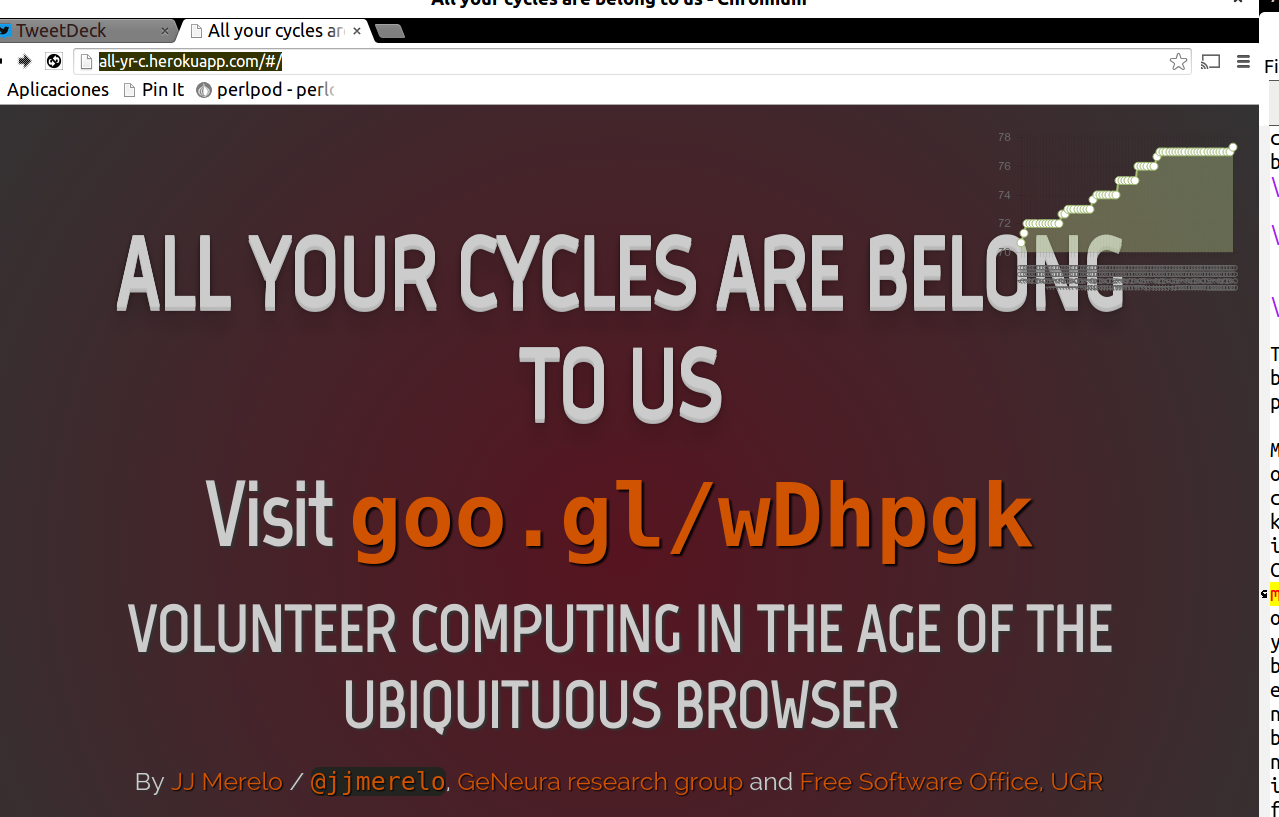 All your cycles are belong to us - Chromium
TweetDeck × All your cycles are ×
all-yr-c.herokuapp.com/#/
Aplicaciones Pin It perlpod - perldo
Fi
78
76
74
72
70
ALL YOUR CYCLES ARE BELONG
TO US
Visit goo.gl/wDhpgk
VOLUNTEER COMPUTING IN THE AGE OF THE
UBIQUITUOUS BROWSER
By JJ Merelo / @jjmerelo, GeNeura research group and Free Software Office, UGR